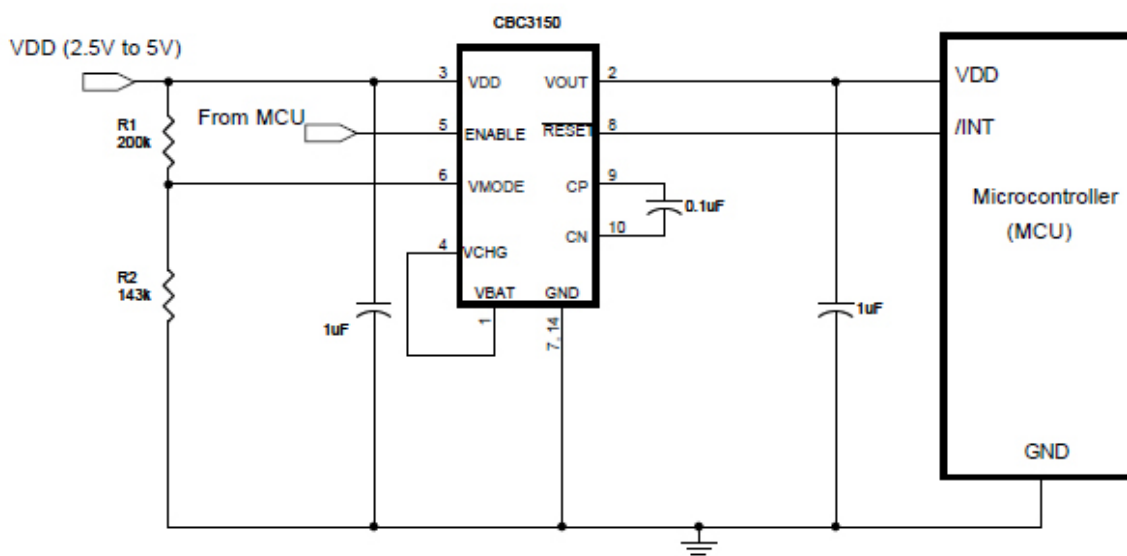 CBC3150
VDD (2.5V to 5V)
3
VDD
VOUT
2
VDD
R1
200k
From MCU
5
ENABLE
RESET
8
/INT
6
VMODE
CP
9
0.1uF
CN
10
Microcontroller
(MCU)
4
VCHG
R2
143k
VBAT
GND
1
7, 14
1uF
1uF
GND